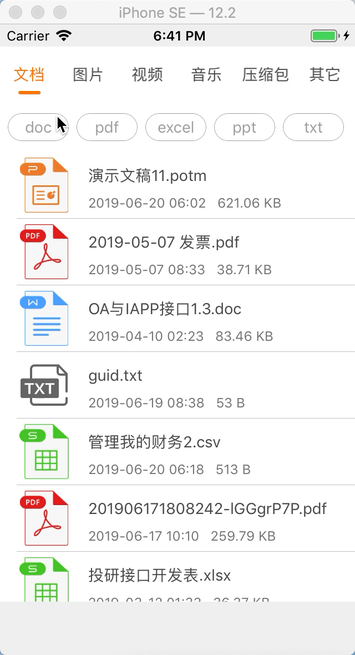 iPhone SE — 12.2
Carrier 6:41 PM
文档 图片 视频 音乐 压缩包 其它
doc pdf excel ppt txt
P
演示文稿11.potm
2019-06-20 06:02 621.06 KB
PDF
2019-05-07 发票.pdf
2019-05-07 08:33 38.71 KB
W
OA与IAPP接口1.3.doc
2019-04-10 02:23 83.46 KB
TXT
guid.txt
2019-06-19 08:38 53 B
S
管理我的财务2.csv
2019-06-20 06:18 513 B
PDF
201906171808242-IGGgrP7P.pdf
2019-06-17 10:10 259.79 KB
S
投研接口开发表.xlsx